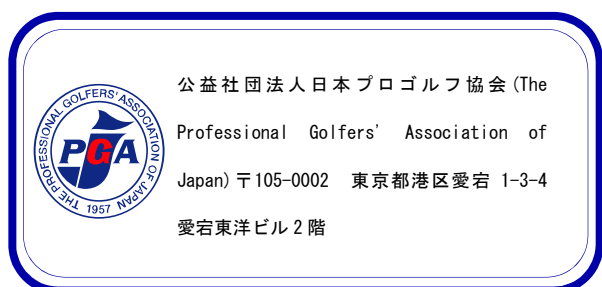 THE PROFESSIONAL GOLFERS' ASSOCIATION OF JAPAN
PGA
1957
公益社団法人日本プロゴルフ協会(The
Professional Golfers' Association of
Japan)〒105-0002 東京都港区愛宕 1-3-4
愛宕東洋ビル2階